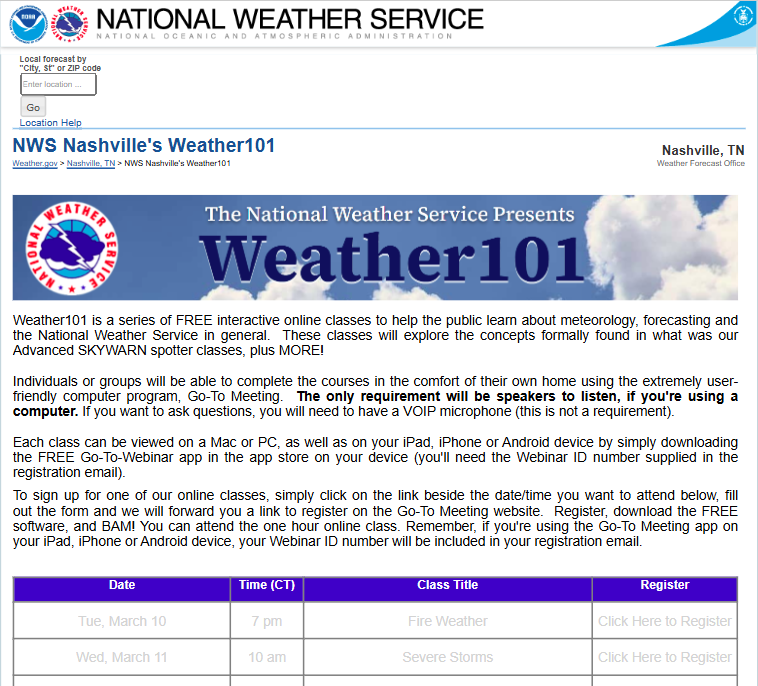 NOAA
NATIONAL WEATHER SERVICE
NATIONAL OCEANIC AND ATMOSPHERIC ADMINISTRATION
Local forecast by
"City, St" or ZIP code
Enter location ...
Go
Location Help
NWS Nashville's Weather101
Nashville, TN
Weather.gov > Nashville, TN > NWS Nashville's Weather101
Weather Forecast Office
NATIONAL WEATHER SERVICE
The National Weather Service Presents
Weather101
Weather101 is a series of FREE interactive online classes to help the public learn about meteorology, forecasting and
the National Weather Service in general. These classes will explore the concepts formally found in what was our
Advanced SKYWARN spotter classes, plus MORE!
Individuals or groups will be able to complete the courses in the comfort of their own home using the extremely user-
friendly computer program, Go-To Meeting. The only requirement will be speakers to listen, if you're using a
computer. If you want to ask questions, you will need to have a VOIP microphone (this is not a requirement).
Each class can be viewed on a Mac or PC, as well as on your iPad, iPhone or Android device by simply downloading
the FREE Go-To-Webinar app in the app store on your device (you'll need the Webinar ID number supplied in the
registration email).
To sign up for one of our online classes, simply click on the link beside the date/time you want to attend below, fill
out the form and we will forward you a link to register on the Go-To Meeting website. Register, download the FREE
software, and BAM! You can attend the one hour online class. Remember, if you're using the Go-To Meeting app on
your iPad, iPhone or Android device, your Webinar ID number will be included in your registration email.
Date Time (CT) Class Title Register
Tue, March 10 7 pm Fire Weather Click Here to Register
Wed, March 11 10 am Severe Storms Click Here to Register